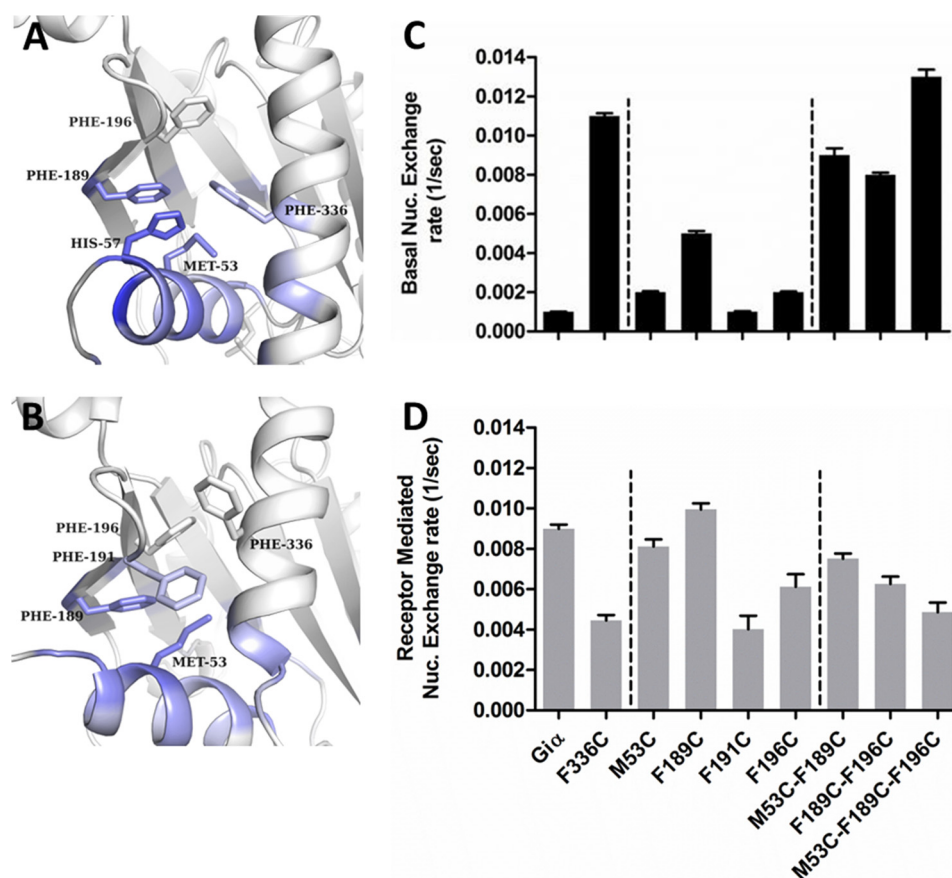 A
PHE-196
PHE-189
PHE-336
HIS-57
MET-53
B
PHE-196
PHE-336
PHE-191
PHE-189
MET-53
C
Basal Nuc. Exchange
rate (1/sec)
0.014
0.012
0.010
0.008
0.006
0.004
0.002
0.000
D
Receptor Mediated
Nuc. Exchange rate (1/sec)
0.014
0.012
0.010
0.008
0.006
0.004
0.002
0.000
Giα
F336C
M53C
F189C
F191C
F196C
M53C-F189C
F189C-F196C
M53C-F189C-F196C